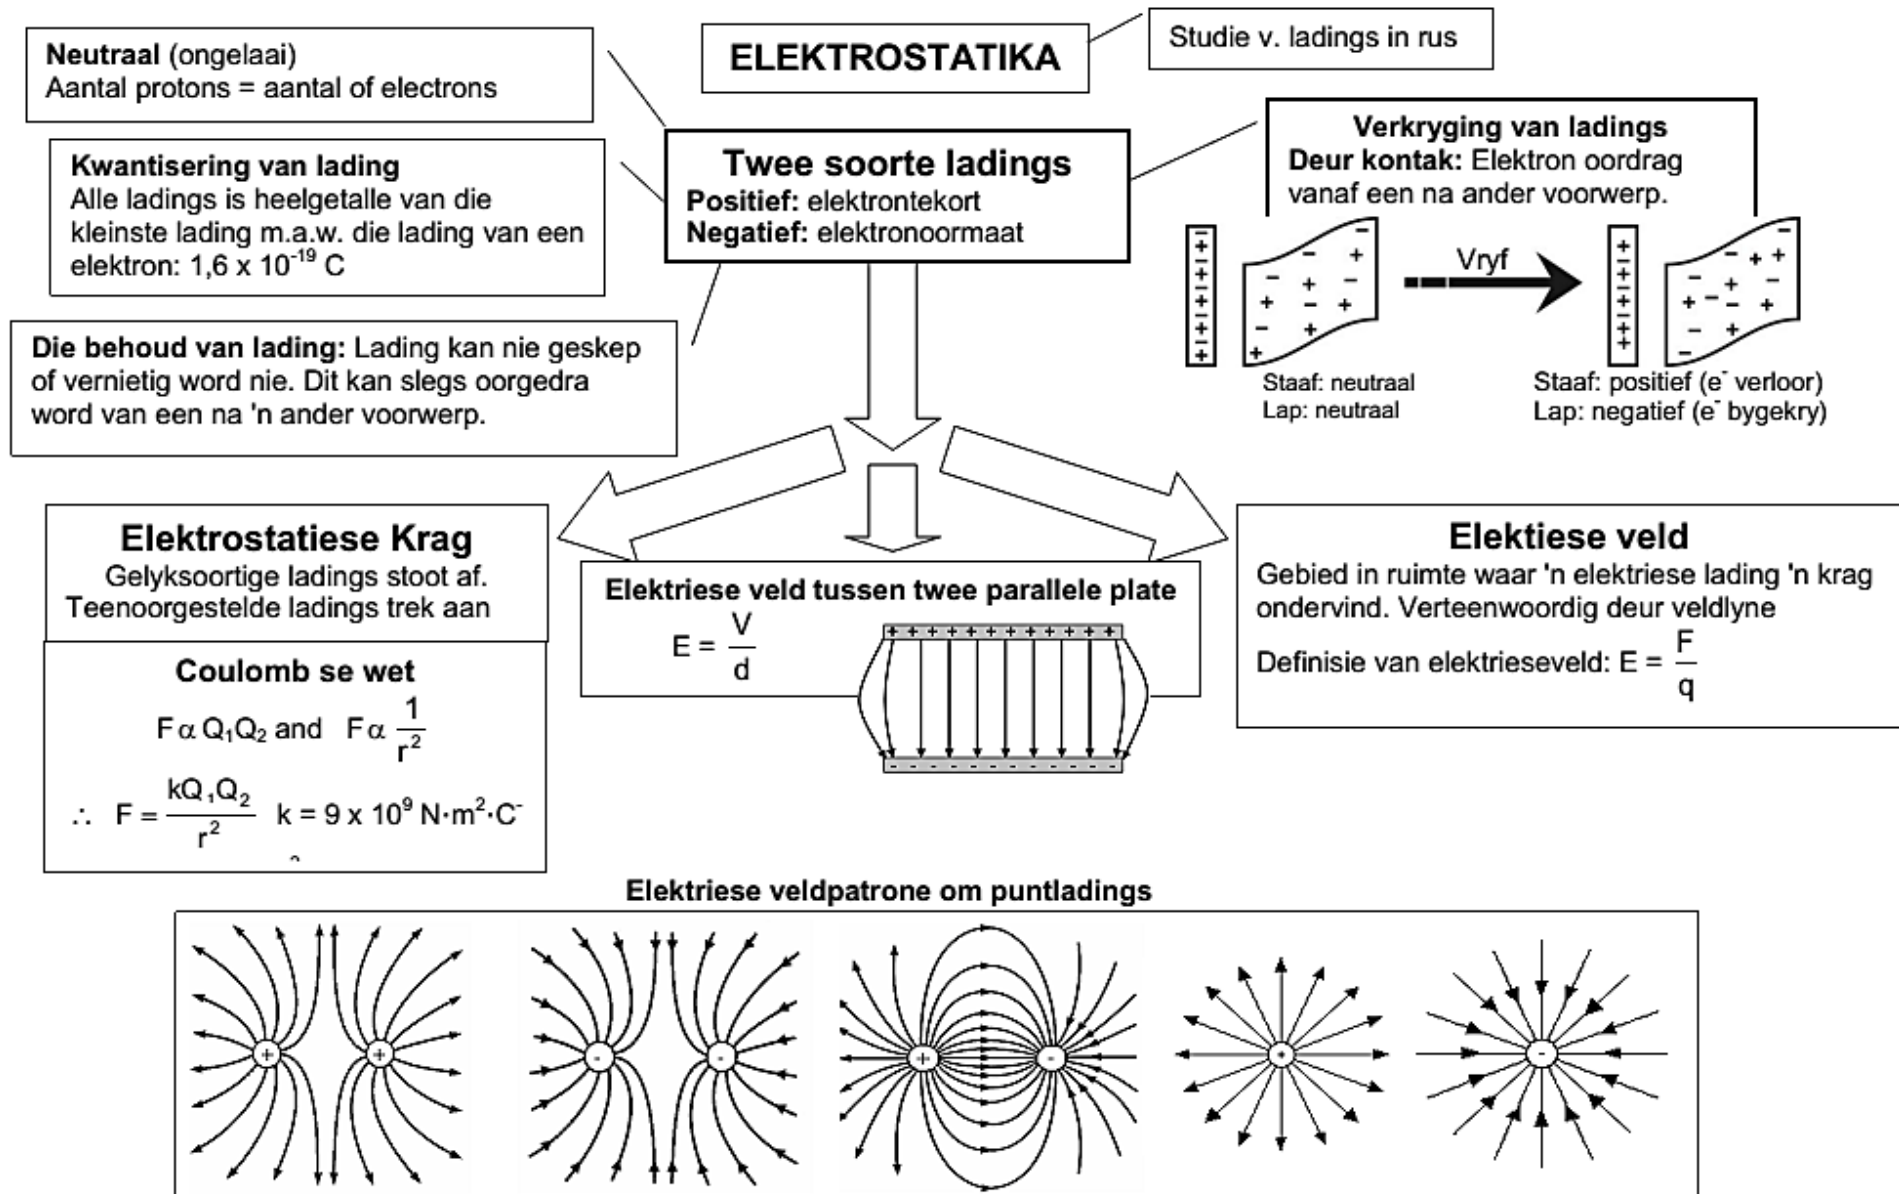 ELEKTROSTATIKA
Studie v. ladings in rus
Neutraal (ongelaai)
Aantal protons = aantal of electrons
Kwantisering van lading
Alle ladings is heelgetalle van die
kleinste lading m.a.w. die lading van een
elektron: 1,6 x 10⁻¹⁹ C
Die behoud van lading: Lading kan nie geskep
of vernietig word nie. Dit kan slegs oorgedra
word van een na 'n ander voorwerp.
Twee soorte ladings
Positief: elektrontekort
Negatief: elektronoormaat
Verkryging van ladings
Deur kontak: Elektron oordrag
vanaf een na ander voorwerp.
Vryf
Staaf: neutraal
Lap: neutraal
Staaf: positief (e⁻ verloor)
Lap: negatief (e⁻ bygekry)
Elektrostatiese Krag
Gelyksoortige ladings stoot af.
Teenoorgestelde ladings trek aan
Coulomb se wet
F α Q₁Q₂ and F α 1/r²
∴ F = kQ₁Q₂/r² k = 9 x 10⁹ N·m²·C⁻
Elektriese veld tussen twee parallele plate
E = V/d
Elektiese veld
Gebied in ruimte waar 'n elektriese lading 'n krag
ondervind. Verteenwoordig deur veldlyne
Definisie van elektrieseveld: E = F/q
Elektriese veldpatrone om puntladings